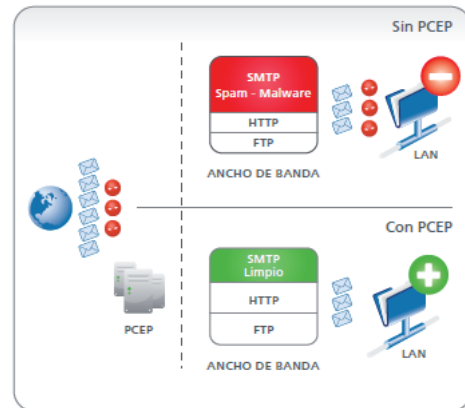 Sin PCEP
SMTP
Spam - Malware
HTTP
FTP
ANCHO DE BANDA
LAN
Con PCEP
SMTP
Limpio
HTTP
FTP
ANCHO DE BANDA
LAN
PCEP